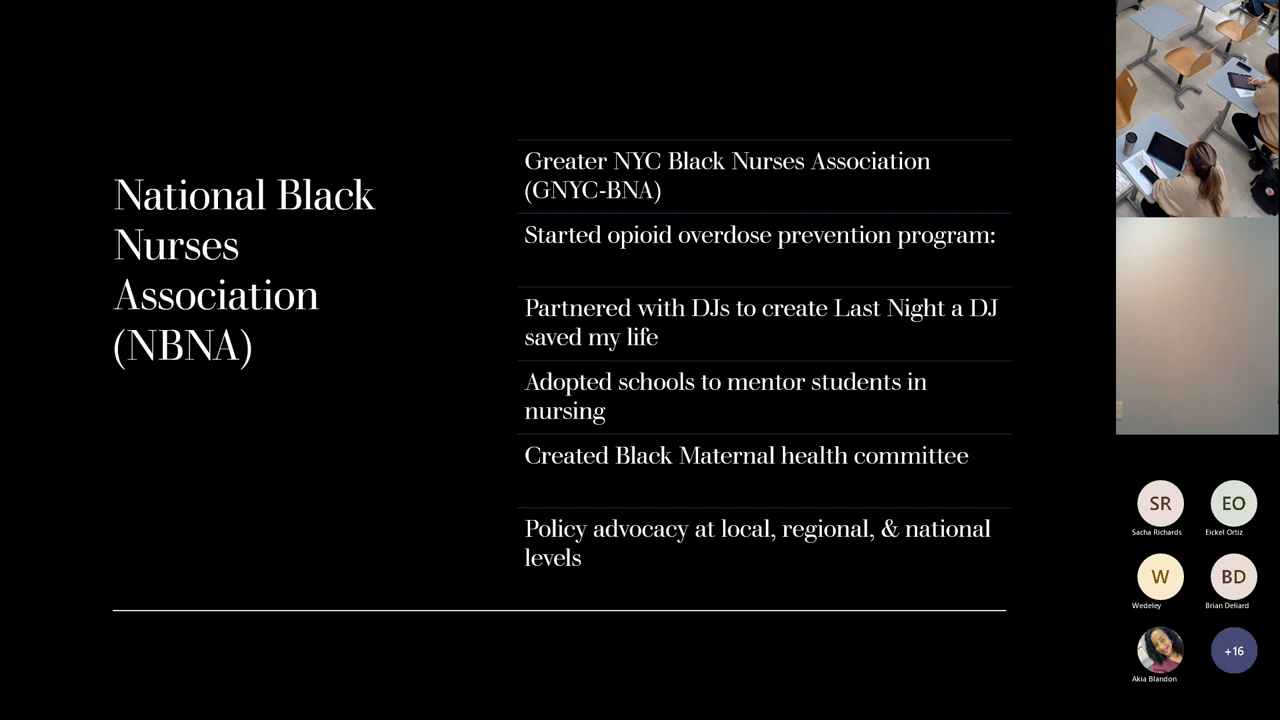 National Black
Nurses
Association
(NBNA)
Greater NYC Black Nurses Association
(GNYC-BNA)
Started opioid overdose prevention program:
Partnered with DJs to create Last Night a DJ
saved my life
Adopted schools to mentor students in
nursing
Created Black Maternal health committee
Policy advocacy at local, regional, & national
levels
SR
EO
Sacha Richards
Eickel Ortiz
W
BD
Wedeley
Brian Deliard
+16
Akia Blandon